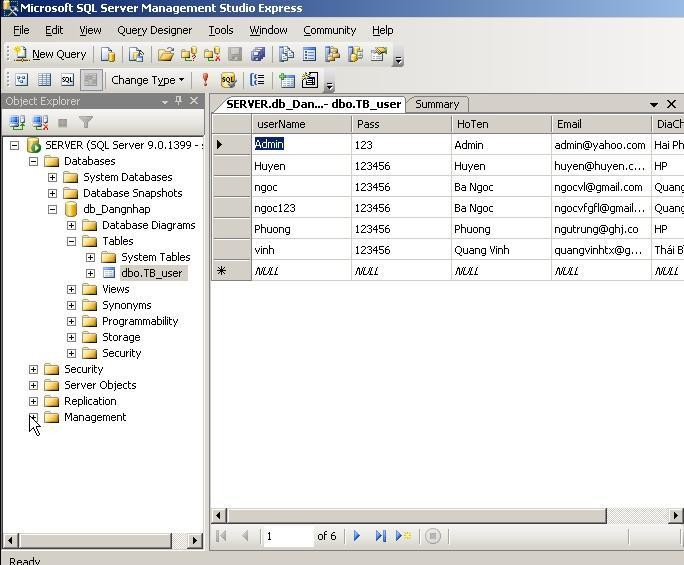 Microsoft SQL Server Management Studio Express
File Edit View Query Designer Tools Window Community Help
New Query
SQL Change Type SQL
Object Explorer
SERVER (SQL Server 9.0.1399 - s
Databases
System Databases
Database Snapshots
db_Dangnhap
Database Diagrams
Tables
System Tables
dbo.TB_user
Views
Synonyms
Programmability
Storage
Security
Security
Server Objects
Replication
Management
SERVER.db_Dan...- dbo.TB_user Summary
userName Pass HoTen Email DiaCh
Admin 123 Admin admin@yahoo.com Hai Ph
Huyen 123456 Huyen huyen@huyen.c... HP
ngoc 123456 Ba Ngoc ngocvl@gmail.com Quang
ngoc123 123456 Ba Ngoc ngocvfgfl@gmail... Quang
Phuong 123456 Phuong ngutrung@ghj.co HP
vinh 123456 Quang Vinh quangvinhtx@g... Thái B
NULL NULL NULL NULL NULL
1 of 6
Ready